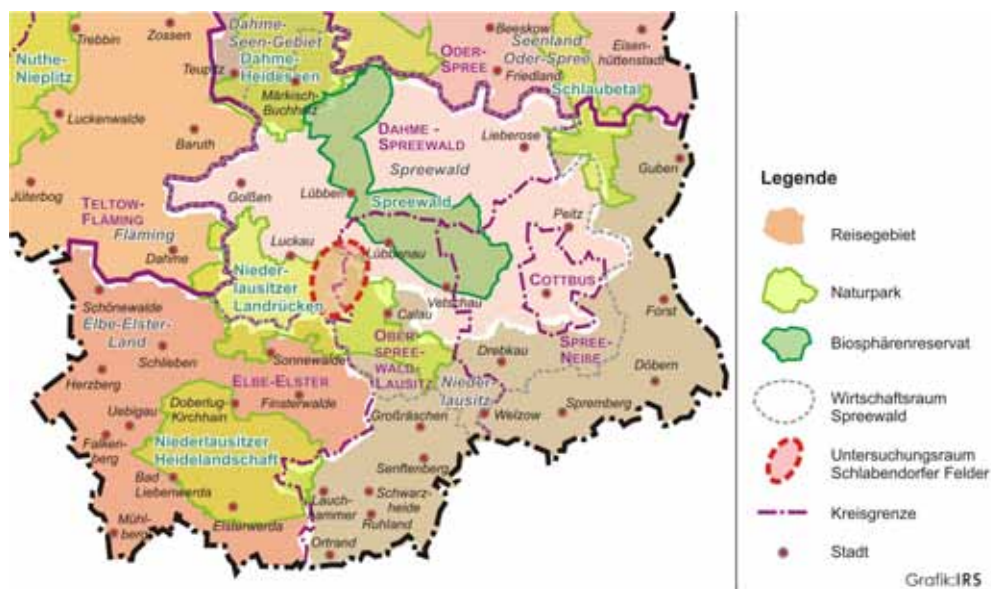 Trebbin
Zossen
Dahme-
Seen-Gebiet
Dahme-
Heideseen
Teupitz
Märkisch-
Buchholz
Nuthe-
Nieplitz
Luckenwalde
Baruth
Jüterbog
TELTOW-
FLÄMING
Fläming
Dahme
ODER-
SPREE
Beeskow
Seenland
Oder-Spree
Friedland
Eisen-
hüttenstadt
Schlaubetal
DAHME -
SPREEWALD
Spreewald
Lieberose
Guben
Golßen
Lübben
Spreewald
Peitz
Luckau
Lübbenau
Nieder-
lausitzer
Landrücken
Vetschau
COTTBUS
Calau
Forst
Schönewalde
Elbe-Elster-
Land
Schlieben
Herzberg
Sonnewalde
OBER-
SPREE-
WALD-
LAUSITZ
Drebkau
SPREE-
NEIßE
Döbern
ELBE-ELSTER
Nieder-
lausitz
Doberlug-
Kirchhain
Finsterwalde
Uebigau
Großräschen
Welzow
Spremberg
Falken-
berg
Niederlausitzer
Heidelandschaft
Bad
Liebenwerda
Senftenberg
Lauch-
hammer
Schwarz-
heide
Ruhland
Mühl-
berg
Elsterwerda
Ortrand
Legende
Reisegebiet
Naturpark
Biosphärenreservat
Wirtschaftsraum
Spreewald
Untersuchungsraum
Schlabendorfer Felder
Kreisgrenze
Stadt
Grafik:IRS